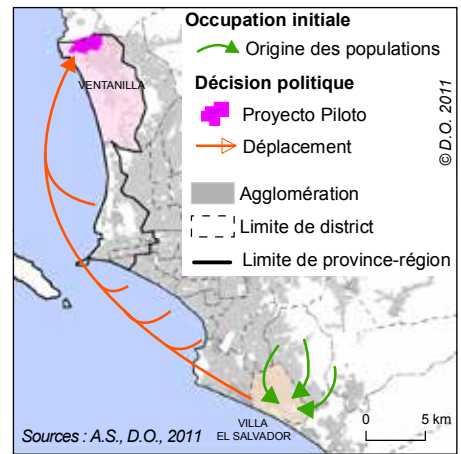 Occupation initiale
Origine des populations
Décision politique
Proyecto Piloto
Déplacement
Agglomération
Limite de district
Limite de province-région
©D.O. 2011
VENTANILLA
VILLA
EL SALVADOR
0 5 km
Sources : A.S., D.O., 2011